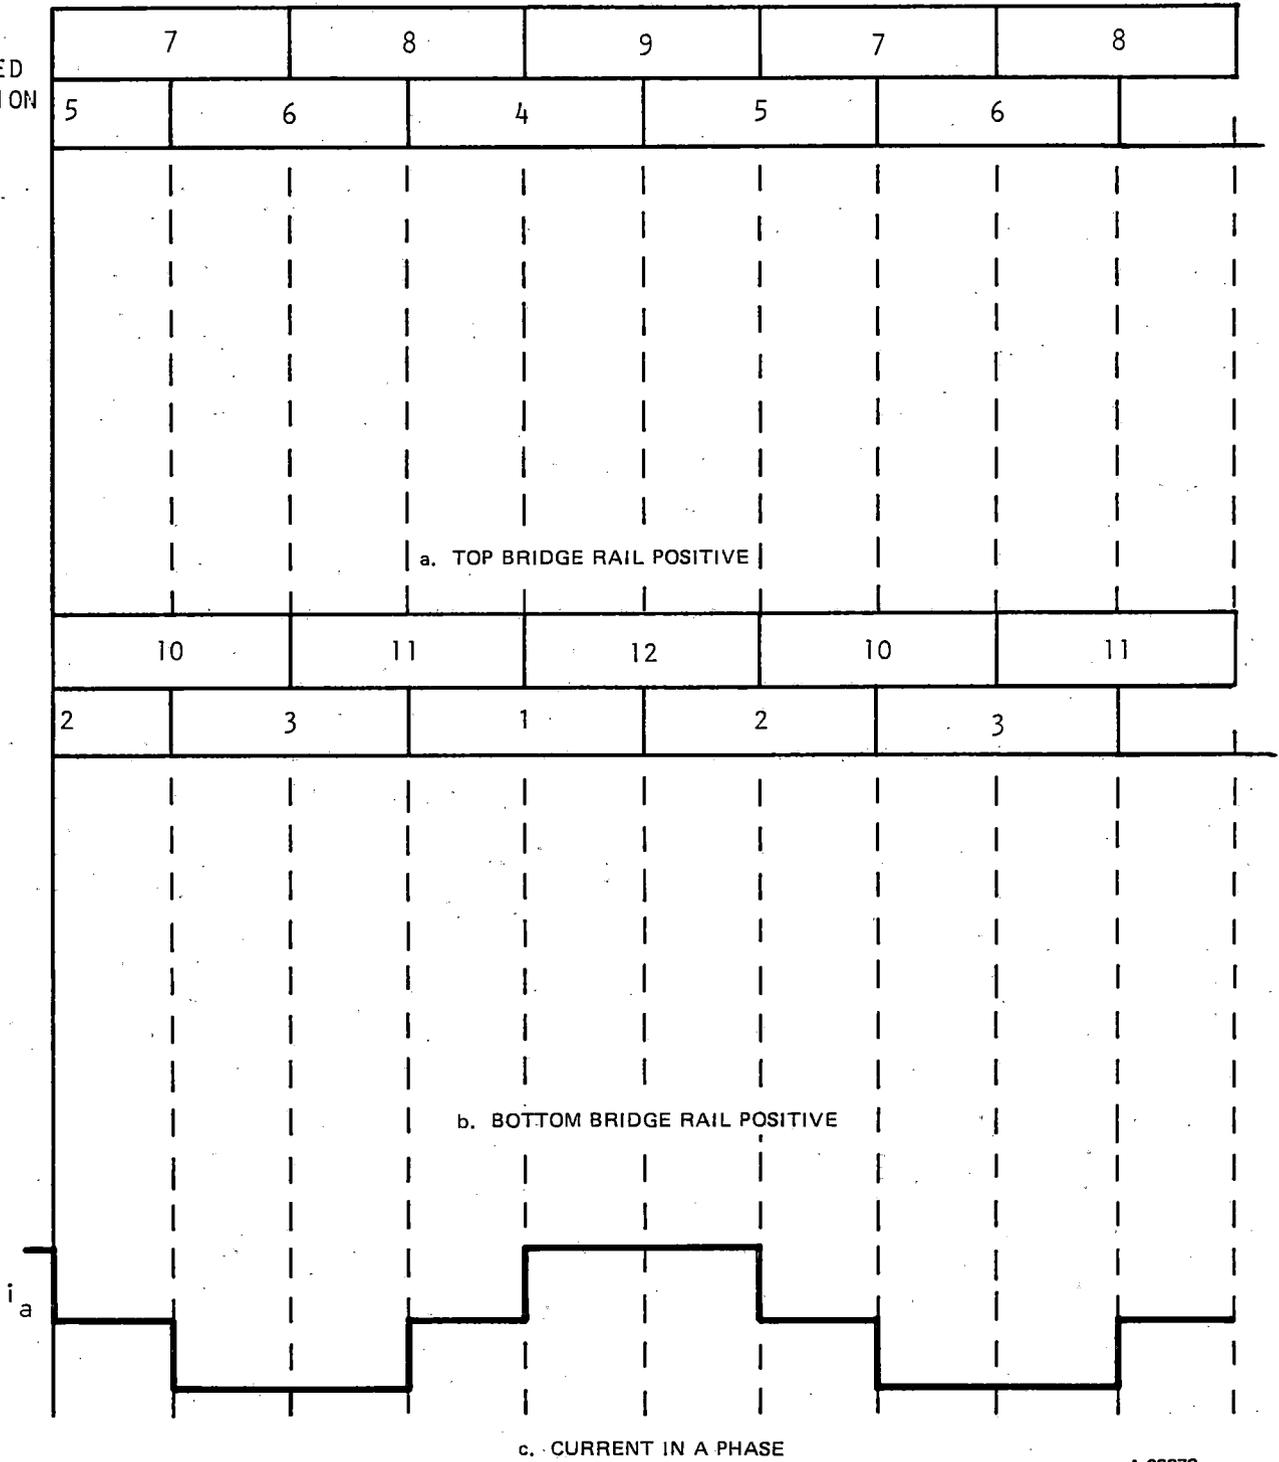 7 8 9 7 8
ED
ION
5 6 4 5 6
a. TOP BRIDGE RAIL POSITIVE
10 11 12 10 11
2 3 1 2 3
b. BOTTOM BRIDGE RAIL POSITIVE
i a
c. CURRENT IN A PHASE